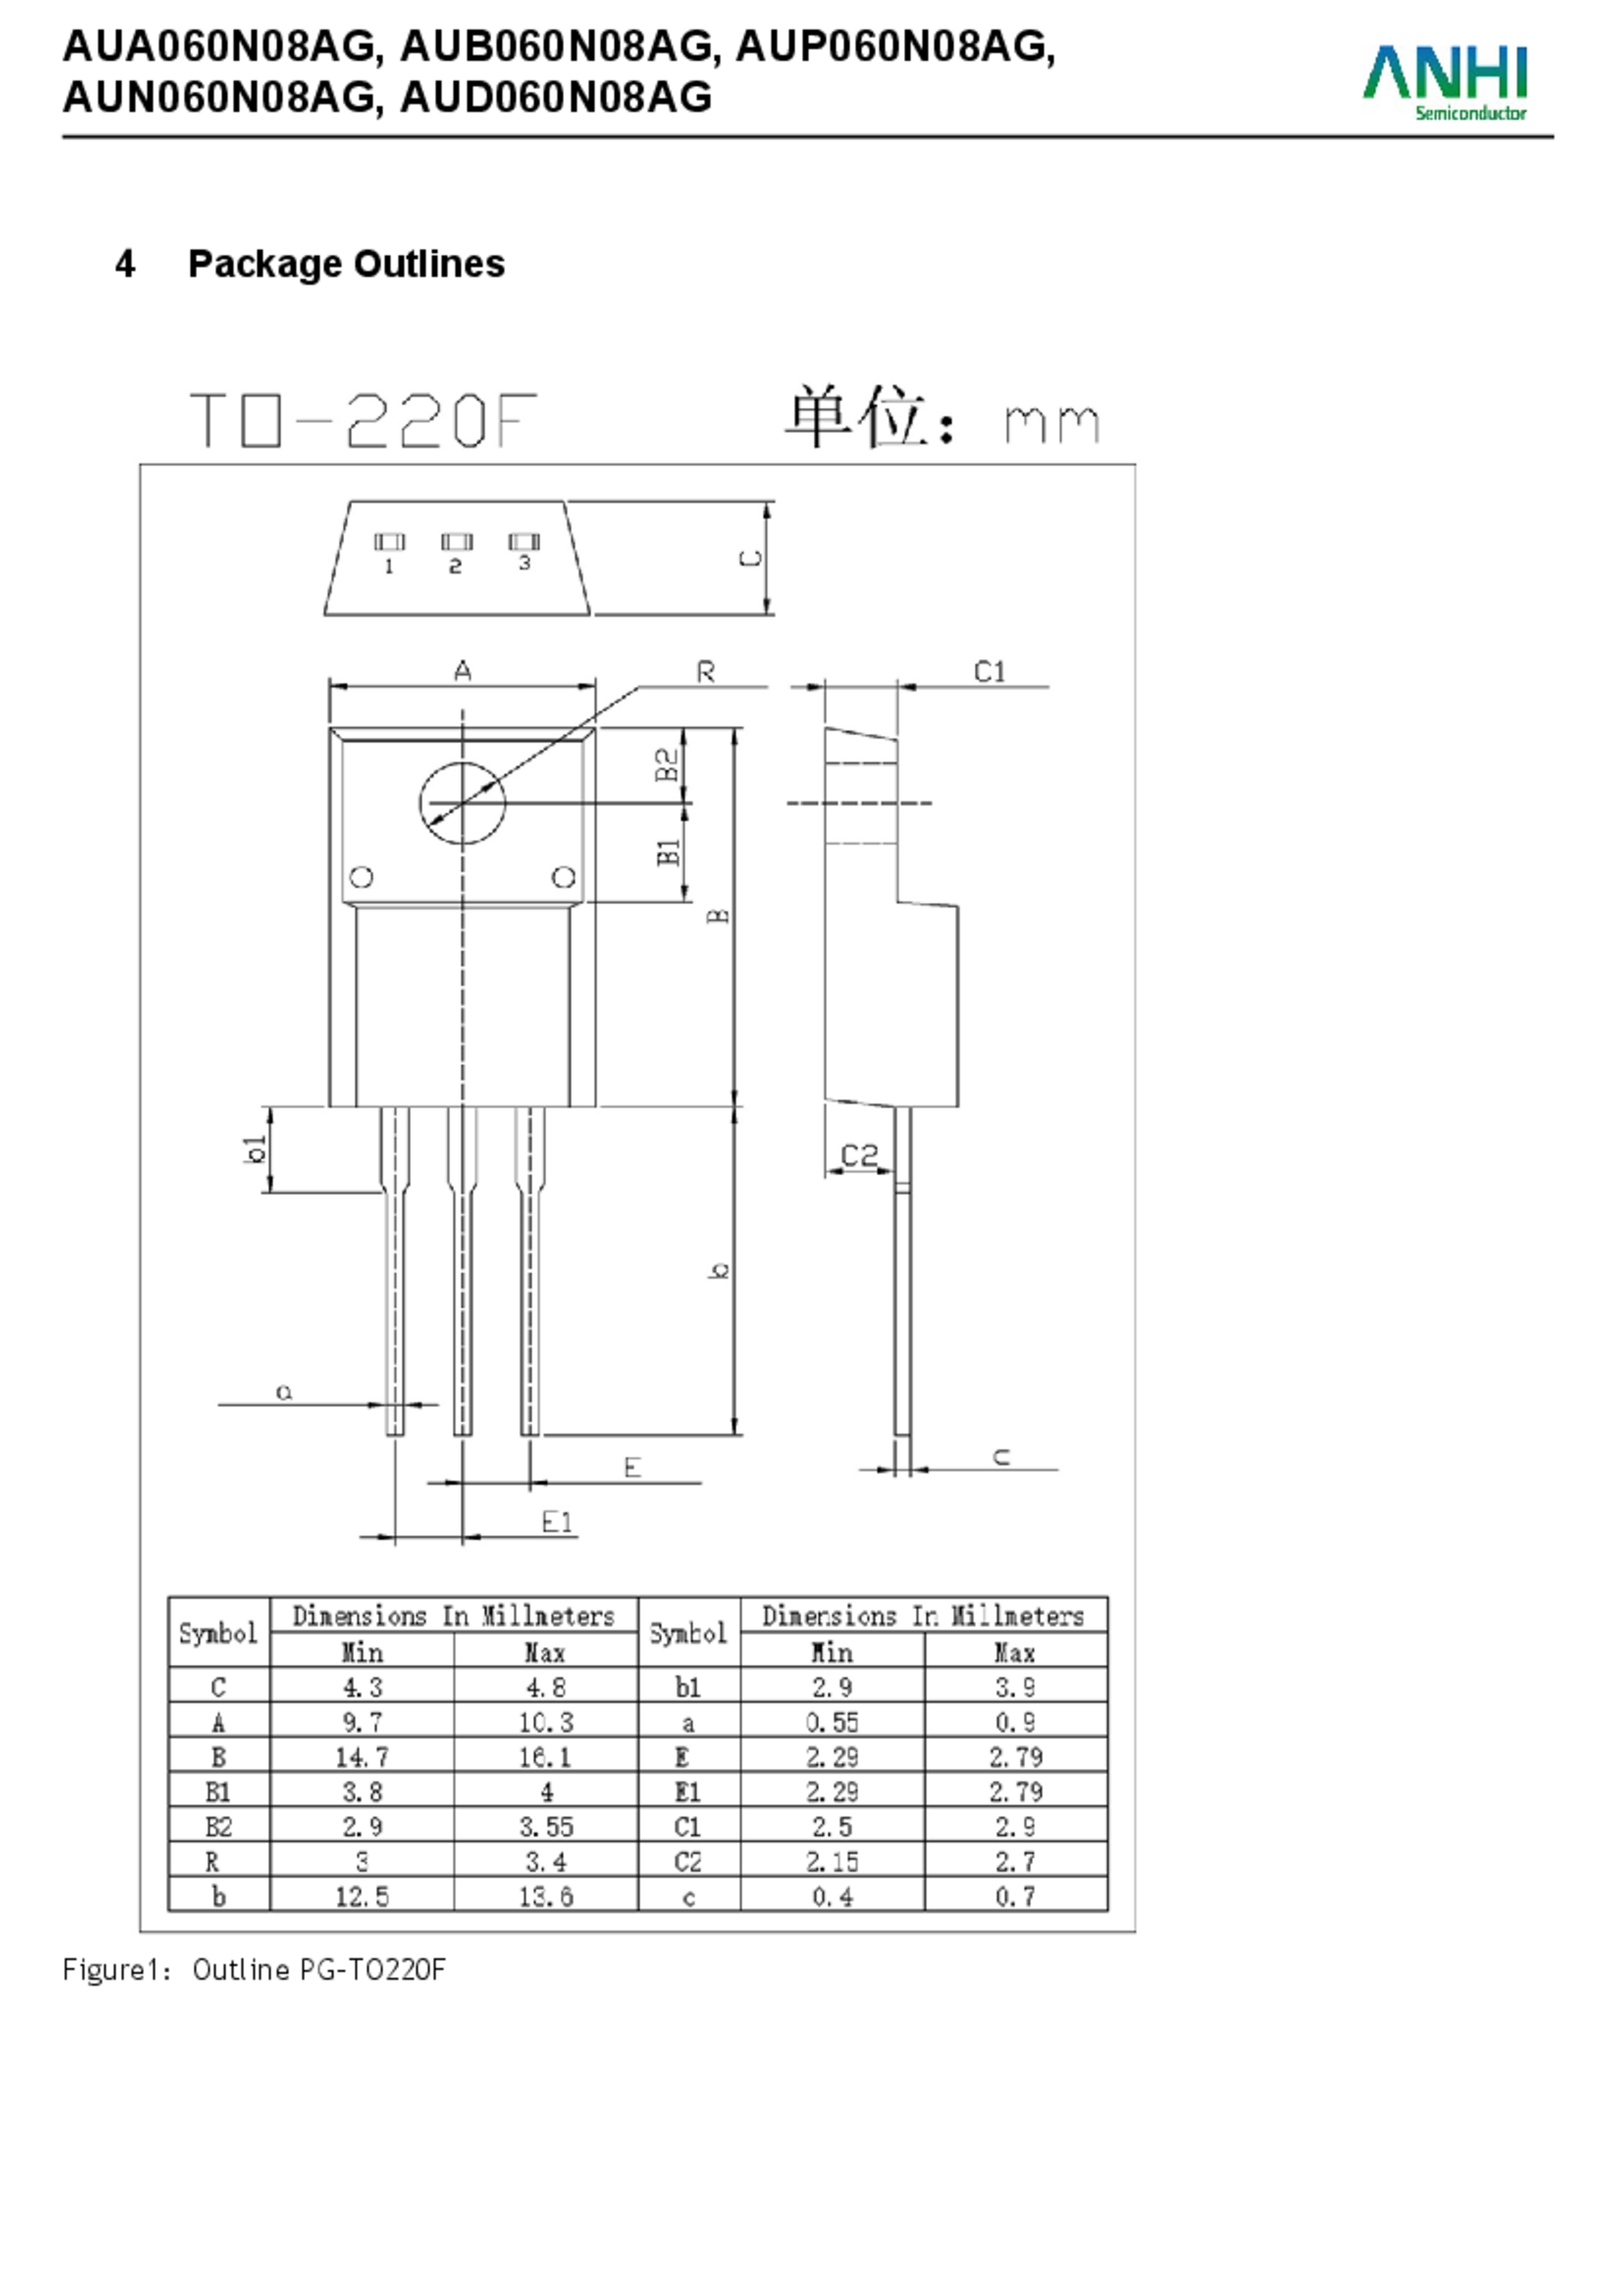 AUA060N08AG, AUB060N08AG, AUP060N08AG,
AUN060N08AG, AUD060N08AG
ANHI
Semiconductor
4 Package Outlines
TO-220F 单位: mm
1 2 3
C
A R C1
B2
B1
B
b1
C2
b
a
c
E
E1
Symbol Dimensions In Millmeters Symbol Dimensions In Millmeters
Min Max Min Max
C 4.3 4.8 b1 2.9 3.9
A 9.7 10.3 a 0.55 0.9
B 14.7 16.1 E 2.29 2.79
B1 3.8 4 E1 2.29 2.79
B2 2.9 3.55 C1 2.5 2.9
R 3 3.4 C2 2.15 2.7
b 12.5 13.6 c 0.4 0.7
Figure1: Outline PG-TO220F